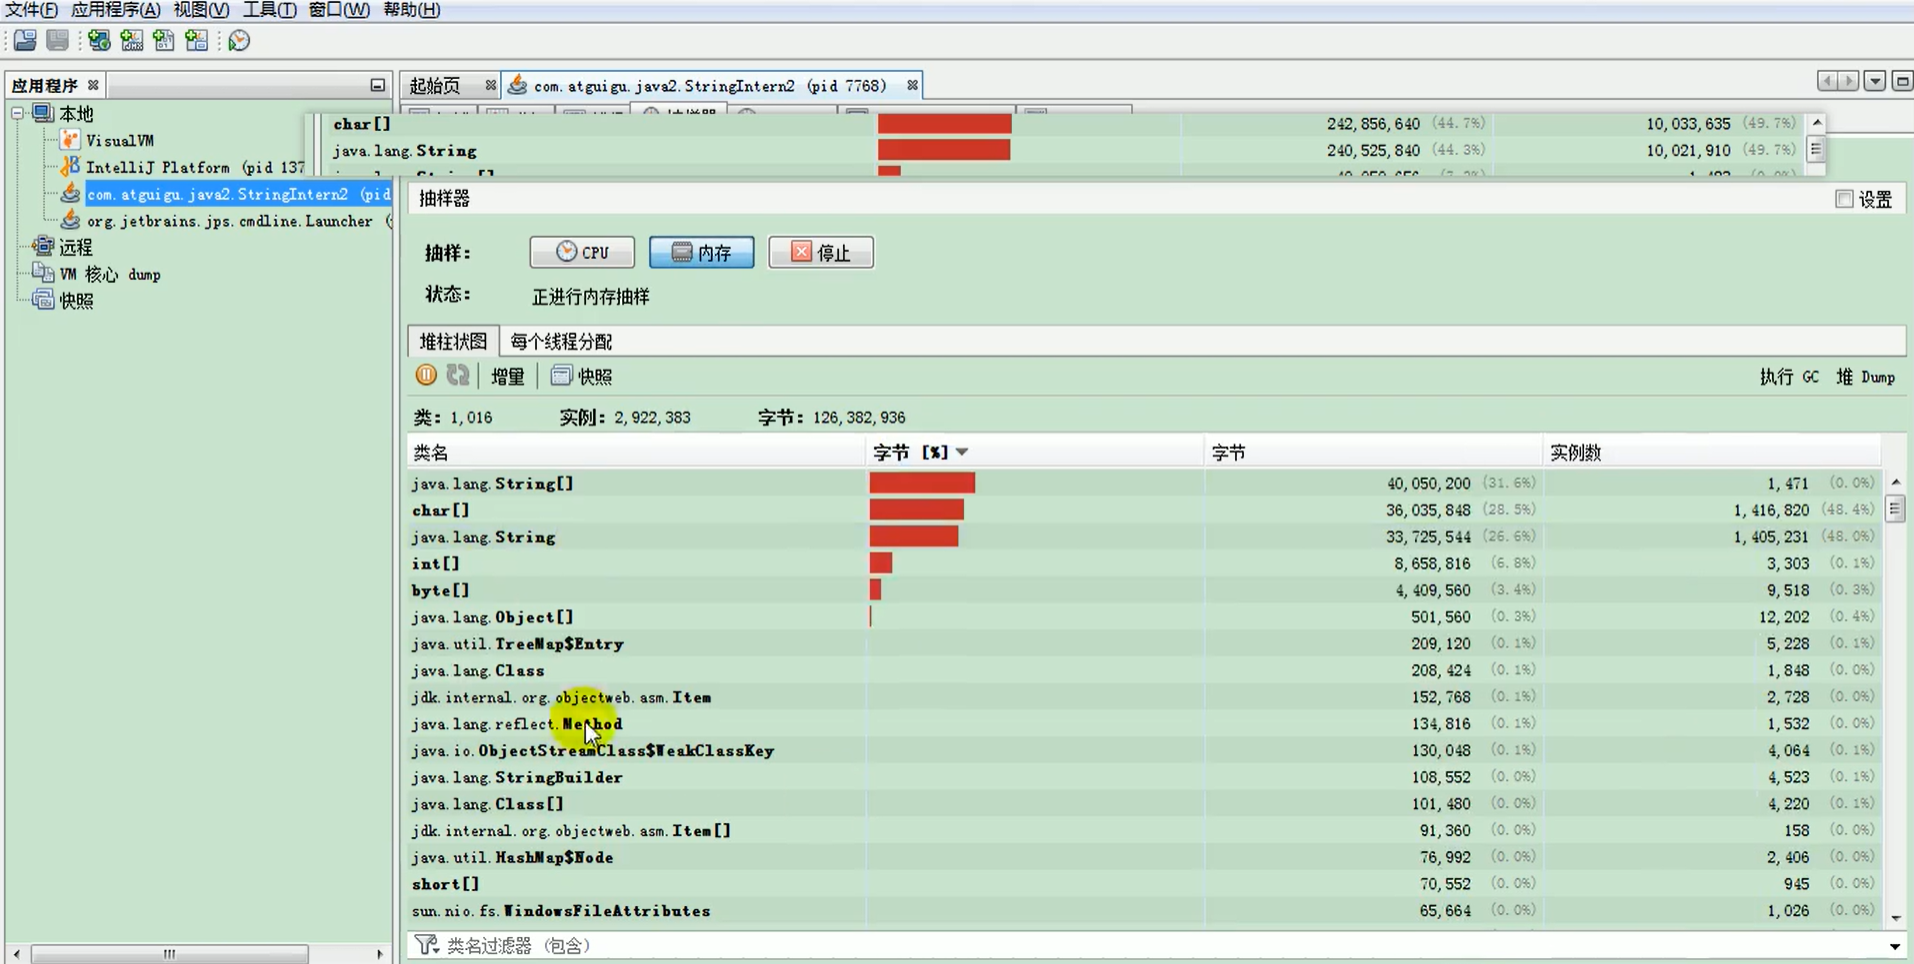 文件(F) 应用程序(A) 视图(V) 工具(T) 窗口(W) 帮助(H)
应用程序
起始页 com.atguigu.java2.StringIntern2 (pid 7768)
本地
VisualVM
IntelliJ Platform (pid 137
com.atguigu.java2.StringIntern2 (pid
org.jetbrains.jps.cmdline.Launcher (
远程
VM 核心 dump
快照
char[] 242,856,640 (44.7%) 10,033,635 (49.7%)
java.lang.String 240,525,840 (44.3%) 10,021,910 (49.7%)
抽样器 设置
抽样: CPU 内存 停止
状态: 正进行内存抽样
堆柱状图 每个线程分配
增量 快照 执行 GC 堆 Dump
类: 1,016 实例: 2,922,383 字节: 126,382,936
类名 字节 [%] 字节 实例数
java.lang.String[] 40,050,200 (31.6%) 1,471 (0.0%)
char[] 36,035,848 (28.5%) 1,416,820 (48.4%)
java.lang.String 33,725,544 (26.6%) 1,405,231 (48.0%)
int[] 8,658,816 (6.8%) 3,303 (0.1%)
byte[] 4,409,560 (3.4%) 9,518 (0.3%)
java.lang.Object[] 501,560 (0.3%) 12,202 (0.4%)
java.util.TreeMap$Entry 209,120 (0.1%) 5,228 (0.1%)
java.lang.Class 208,424 (0.1%) 1,848 (0.0%)
jdk.internal.org.objectweb.asm.Item 152,768 (0.1%) 2,728 (0.0%)
java.lang.reflect.Method 134,816 (0.1%) 1,532 (0.0%)
java.io.ObjectStreamClass$WeakClassKey 130,048 (0.1%) 4,064 (0.1%)
java.lang.StringBuilder 108,552 (0.0%) 4,523 (0.1%)
java.lang.Class[] 101,480 (0.0%) 4,220 (0.1%)
jdk.internal.org.objectweb.asm.Item[] 91,360 (0.0%) 158 (0.0%)
java.util.HashMap$Node 76,992 (0.0%) 2,406 (0.0%)
short[] 70,552 (0.0%) 945 (0.0%)
sun.nio.fs.WindowsFileAttributes 65,664 (0.0%) 1,026 (0.0%)
类名过滤器 (包含)